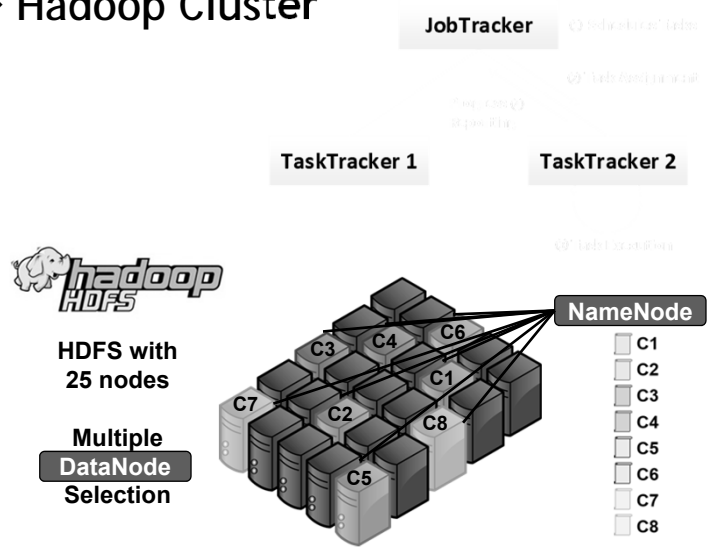 Hadoop Cluster
JobTracker
TaskTracker 1
TaskTracker 2
hadoop
HDFS
HDFS with
25 nodes
Multiple
DataNode
Selection
C6
C4
C3
C1
C7
C2
C8
C5
NameNode
C1
C2
C3
C4
C5
C6
C7
C8